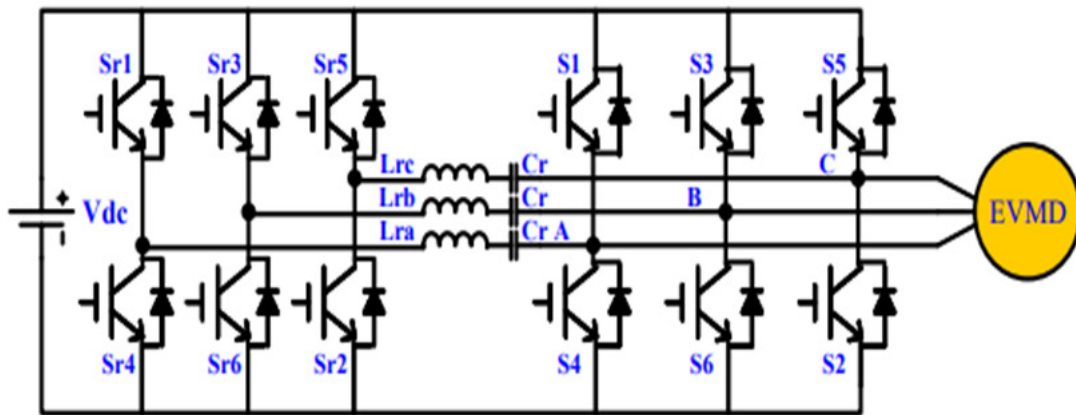 Sr1 Sr3 Sr5 S1 S3 S5
Lrc Cr C
Vdc Lrb Cr B EVMD
Lra Cr A
Sr4 Sr6 Sr2 S4 S6 S2